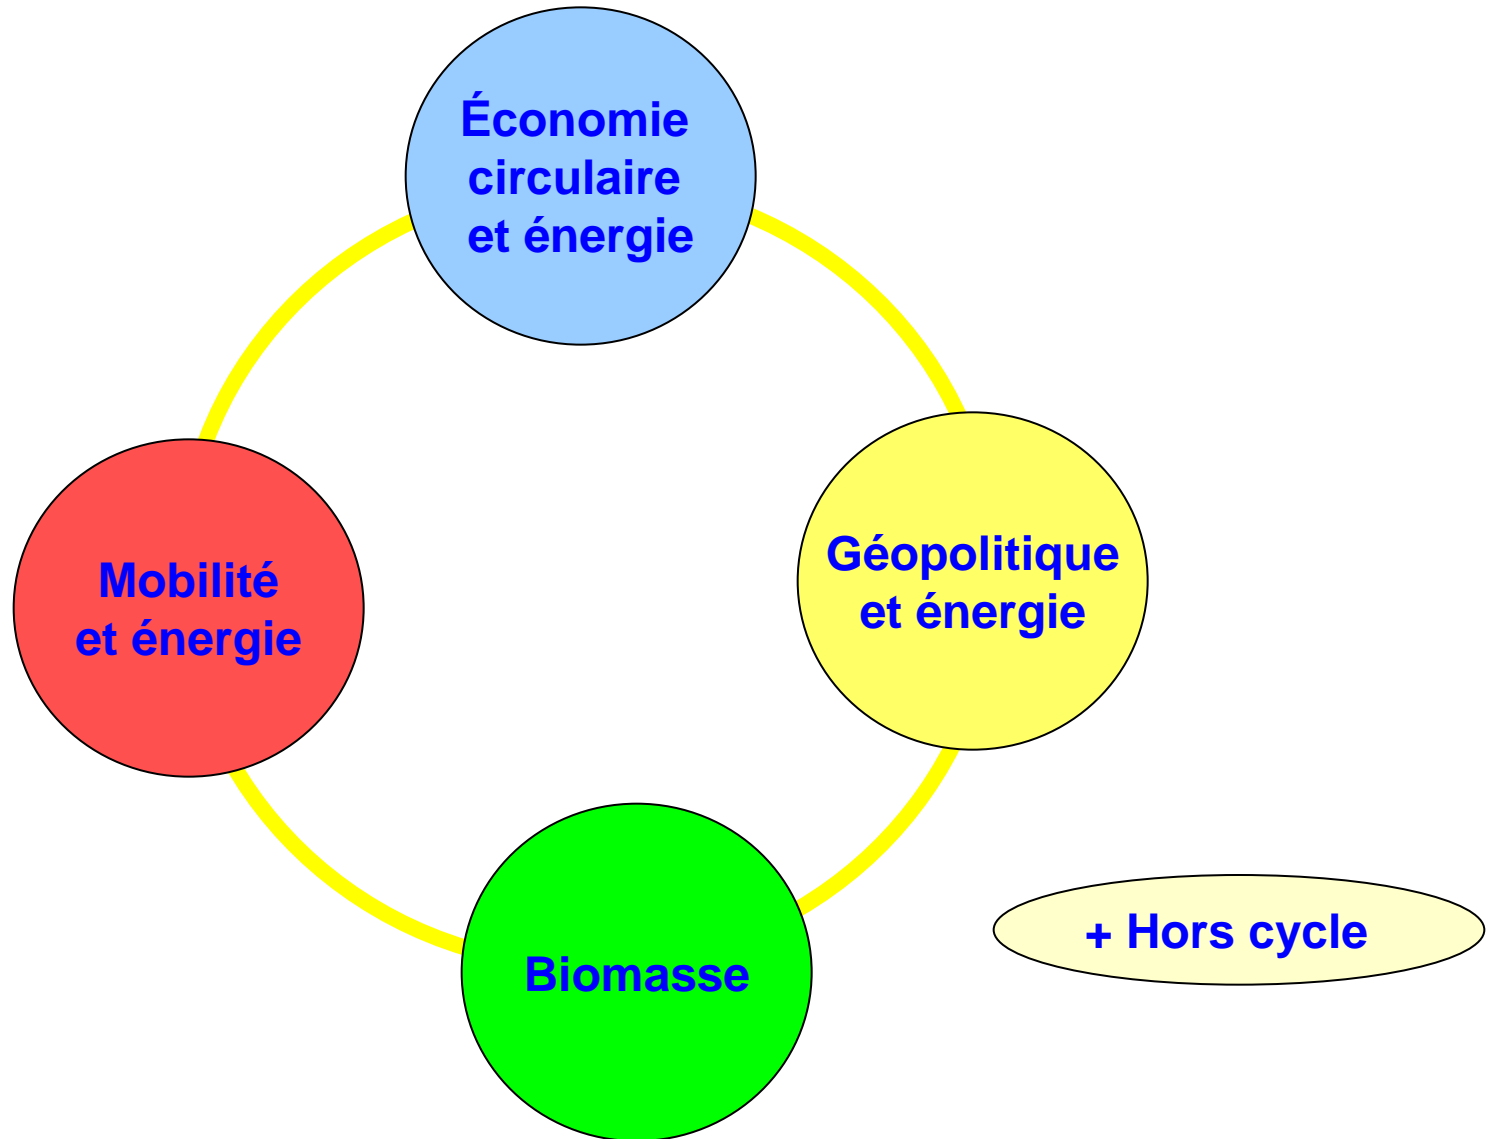 Économie
circulaire
et énergie
Géopolitique
et énergie
Mobilité
et énergie
Biomasse
+ Hors cycle